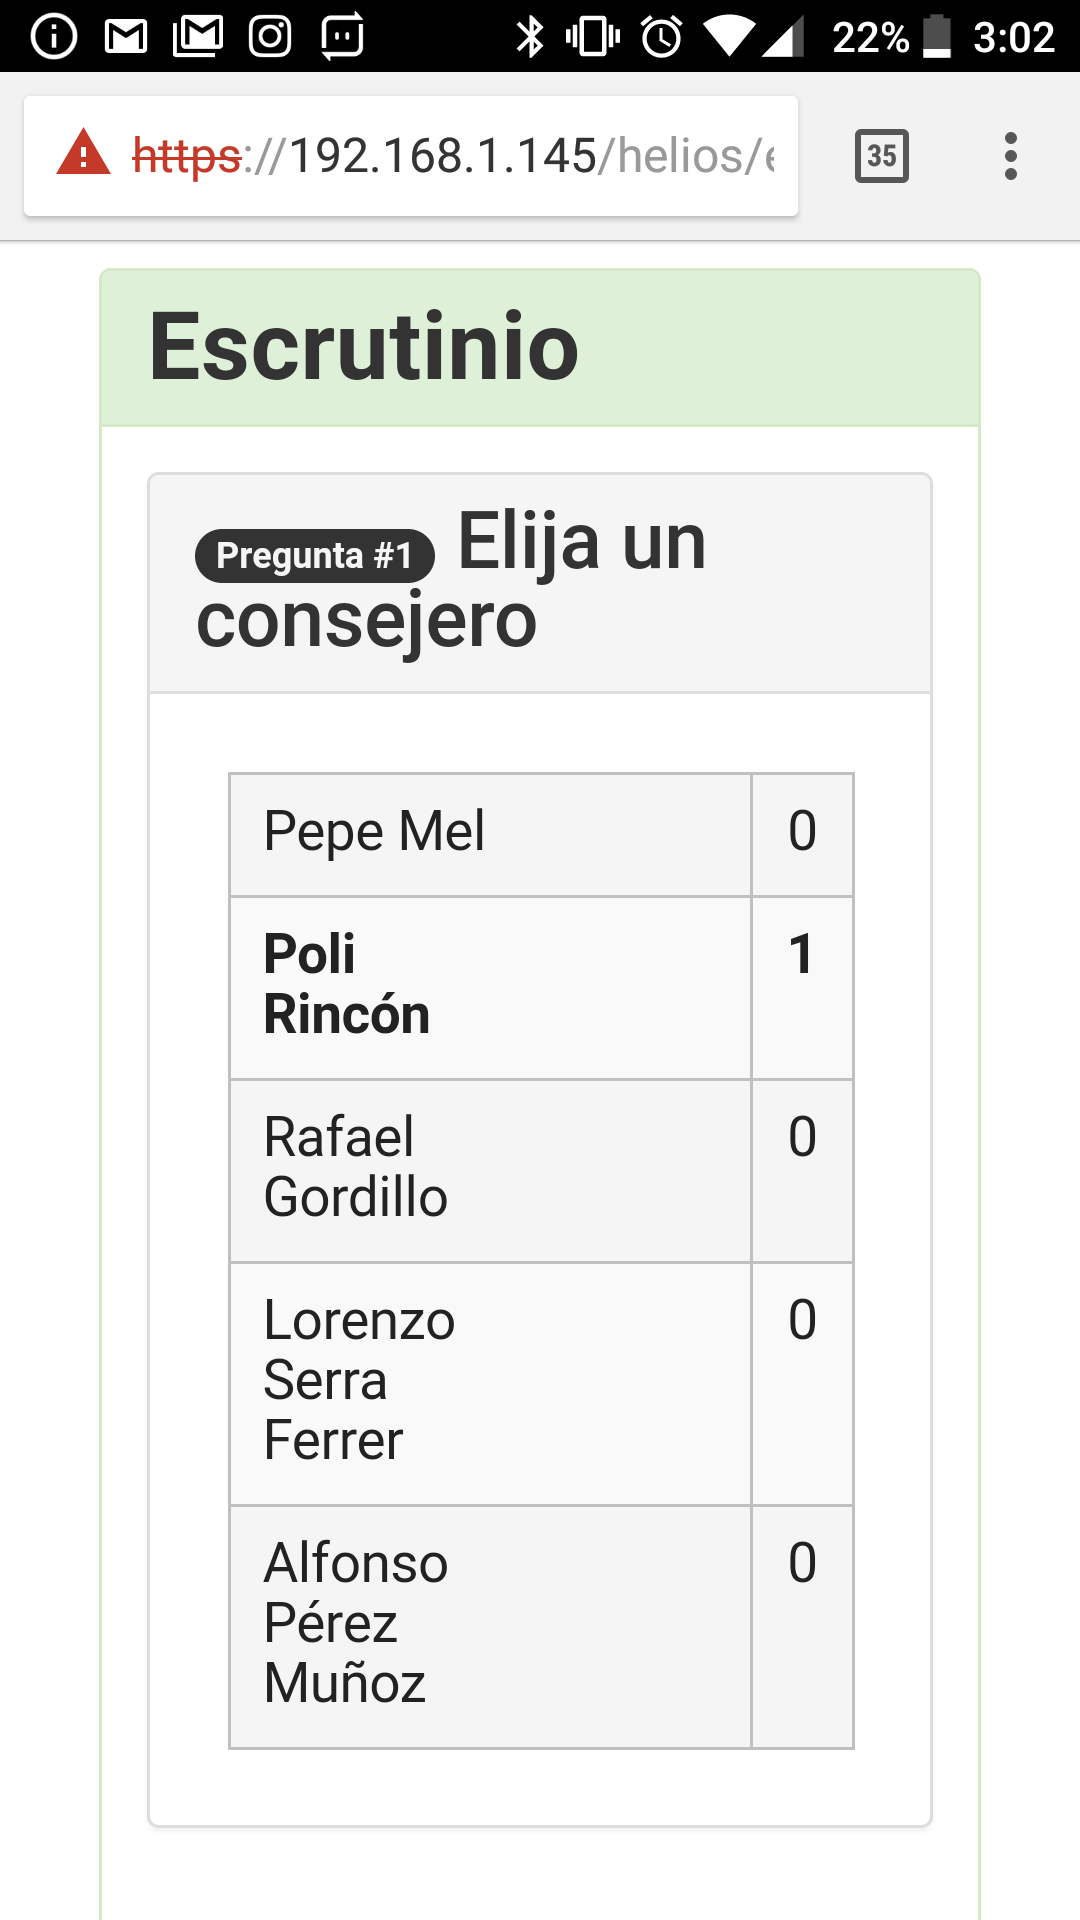 22% 3:02
https://192.168.1.145/helios/e
35
Escrutinio
Pregunta #1 Elija un
consejero
Pepe Mel 0
Poli 1
Rincón
Rafael 0
Gordillo
Lorenzo 0
Serra
Ferrer
Alfonso 0
Pérez
Muñoz